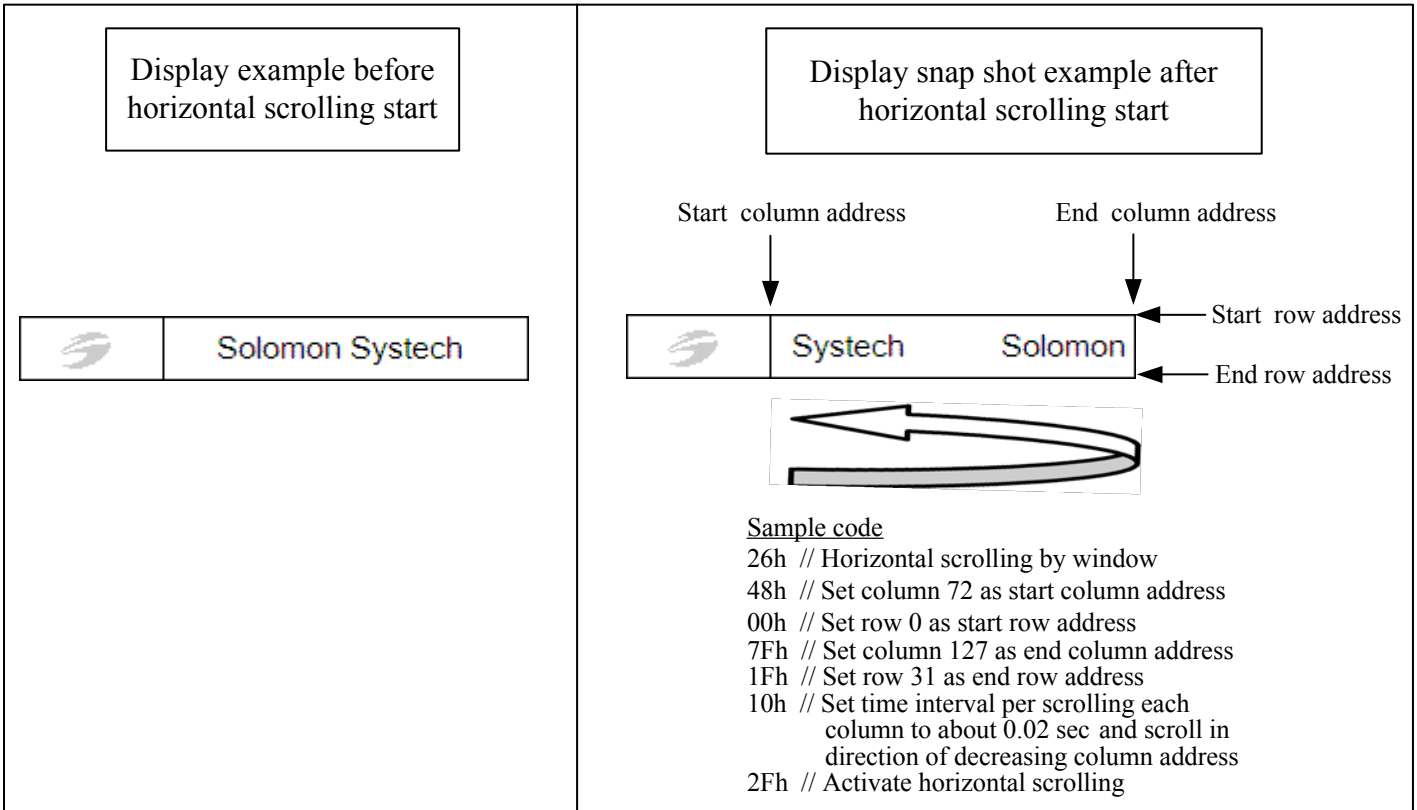 Display example before
horizontal scrolling start
Solomon Systech
Display snap shot example after
horizontal scrolling start
Start column address
End column address
Systech
Solomon
Start row address
End row address
Sample code
26h // Horizontal scrolling by window
48h // Set column 72 as start column address
00h // Set row 0 as start row address
7Fh // Set column 127 as end column address
1Fh // Set row 31 as end row address
10h // Set time interval per scrolling each
column to about 0.02 sec and scroll in
direction of decreasing column address
2Fh // Activate horizontal scrolling